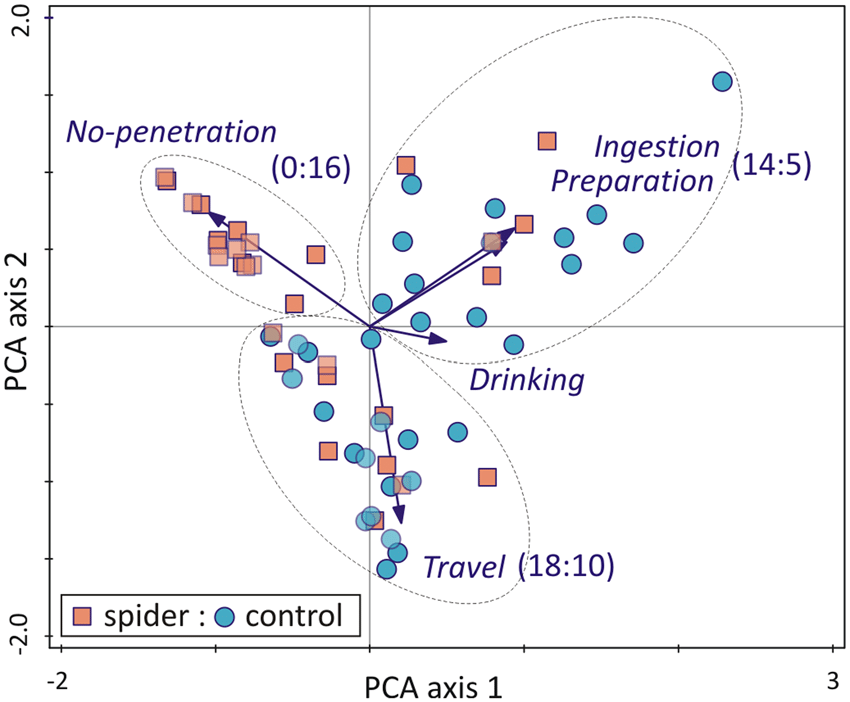 2.0
No-penetration
(0:16)
Ingestion
Preparation
(14:5)
PCA axis 2
Drinking
Travel (18:10)
spider : control
-2.0
-2
PCA axis 1
3